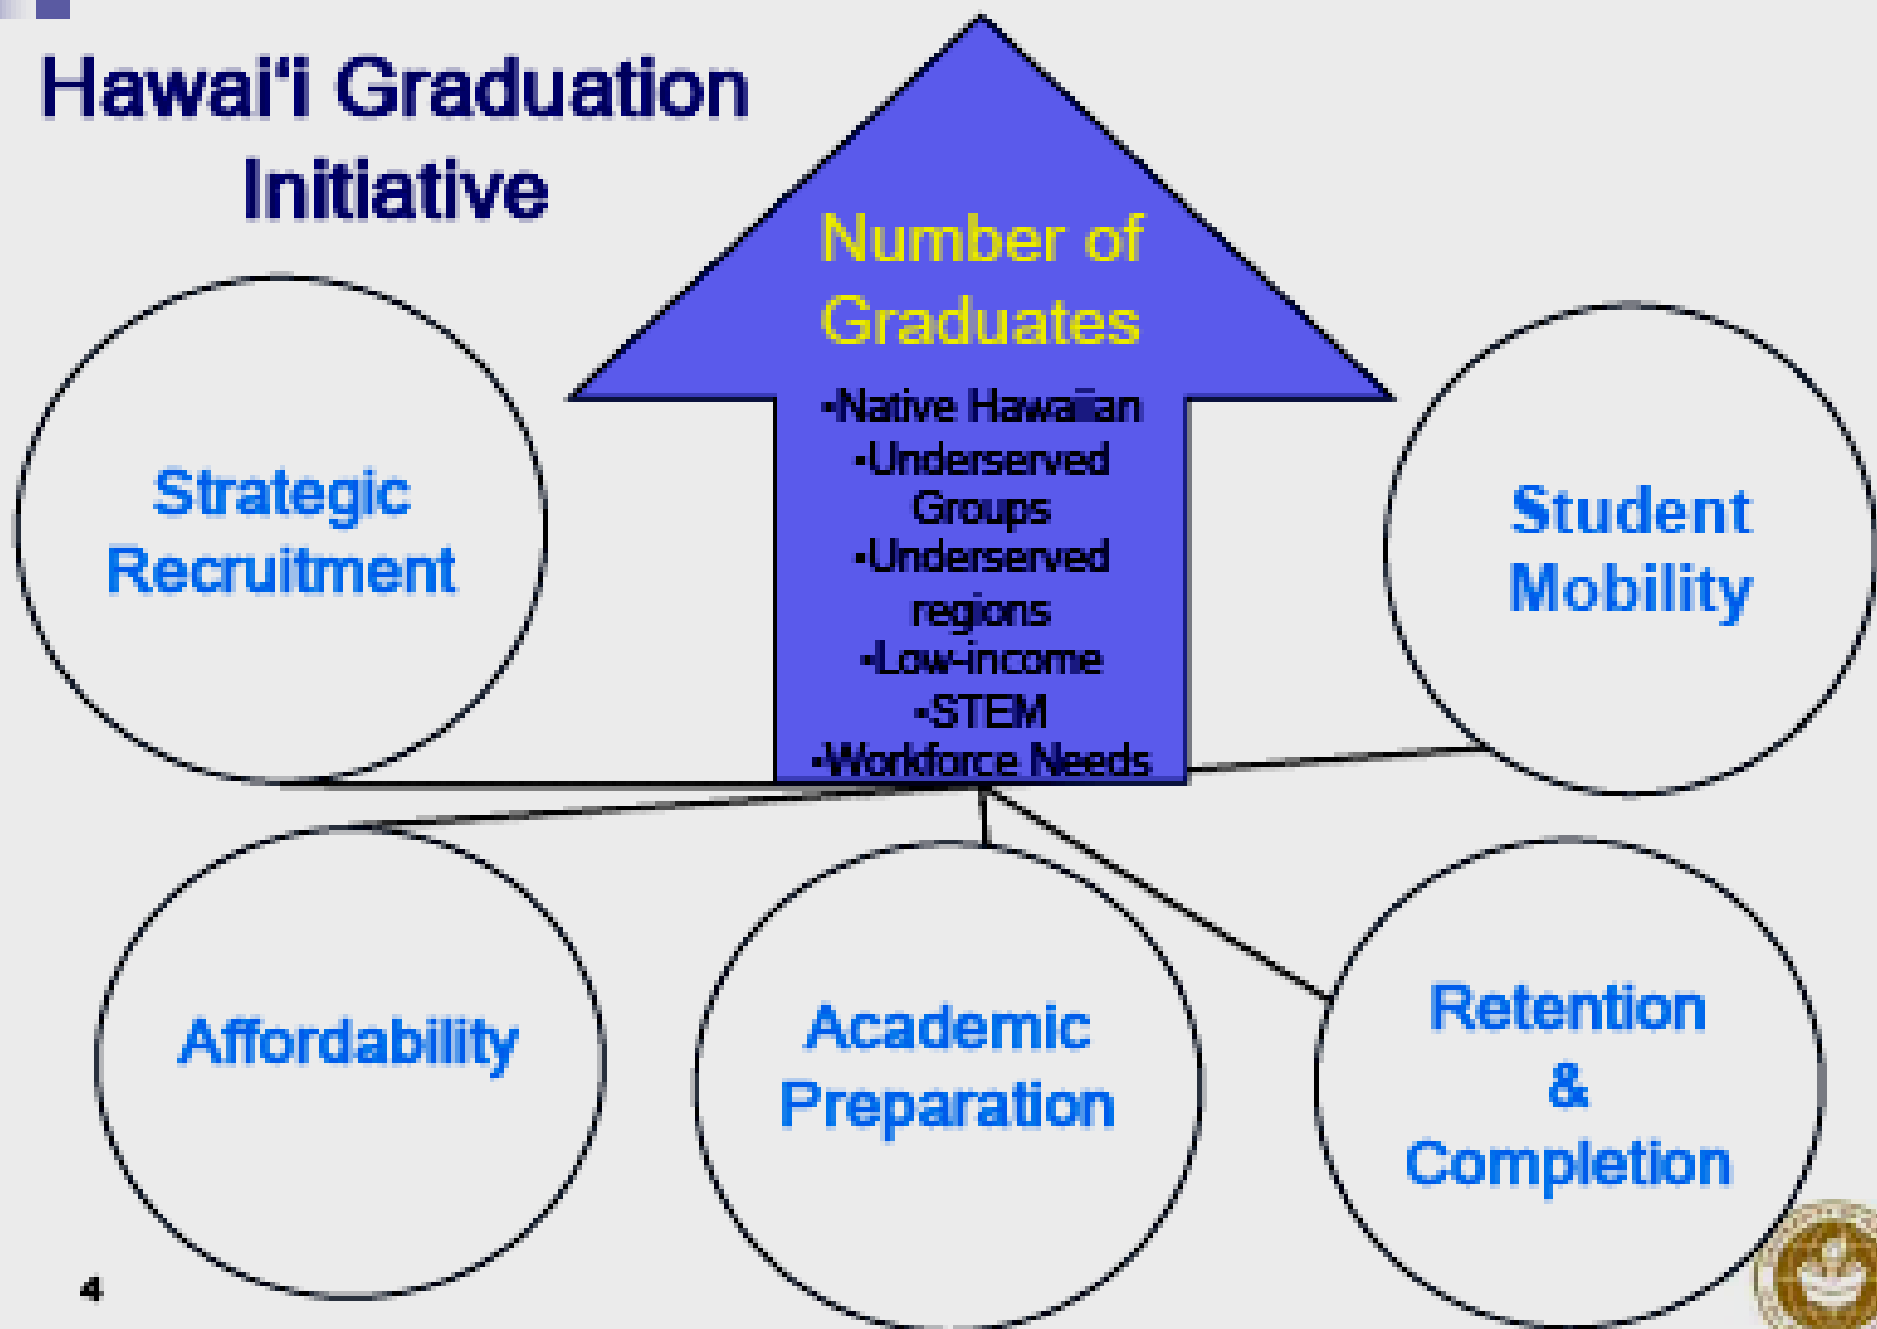 Hawai‘i Graduation
Initiative
Number of
Graduates
•Native Hawaiian
•Underserved
Groups
•Underserved
regions
•Low-income
•STEM
•Workforce Needs
Strategic
Recruitment
Student
Mobility
Affordability
Academic
Preparation
Retention
&
Completion
4